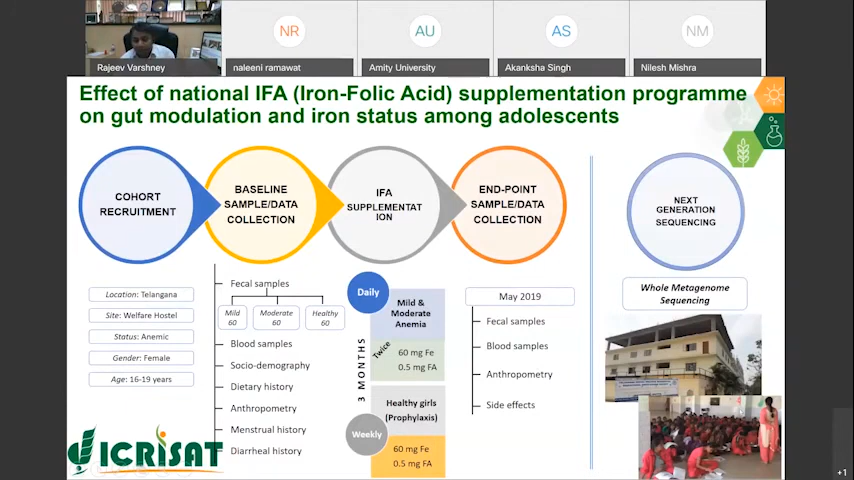 NR
AU
AS
NM
Rajeev Varshney
naleeni ramawat
Amity University
Akanksha Singh
Nilesh Mishra
Effect of national IFA (Iron-Folic Acid) supplementation programme
on gut modulation and iron status among adolescents
COHORT
RECRUITMENT
BASELINE
SAMPLE/DATA
COLLECTION
IFA
SUPPLEMENTAT
ION
END-POINT
SAMPLE/DATA
COLLECTION
NEXT
GENERATION
SEQUENCING
Location: Telangana
Site: Welfare Hostel
Status: Anemic
Gender: Female
Age: 16-19 years
Fecal samples
Mild
60
Moderate
60
Healthy
60
Blood samples
Socio-demography
Dietary history
Anthropometry
Menstrual history
Diarrheal history
3 MONTHS
Daily
Mild &
Moderate
Anemia
Twice
60 mg Fe
0.5 mg FA
Healthy girls
(Prophylaxis)
Weekly
60 mg Fe
0.5 mg FA
May 2019
Fecal samples
Blood samples
Anthropometry
Side effects
Whole Metagenome
Sequencing
ICRISAT
+1